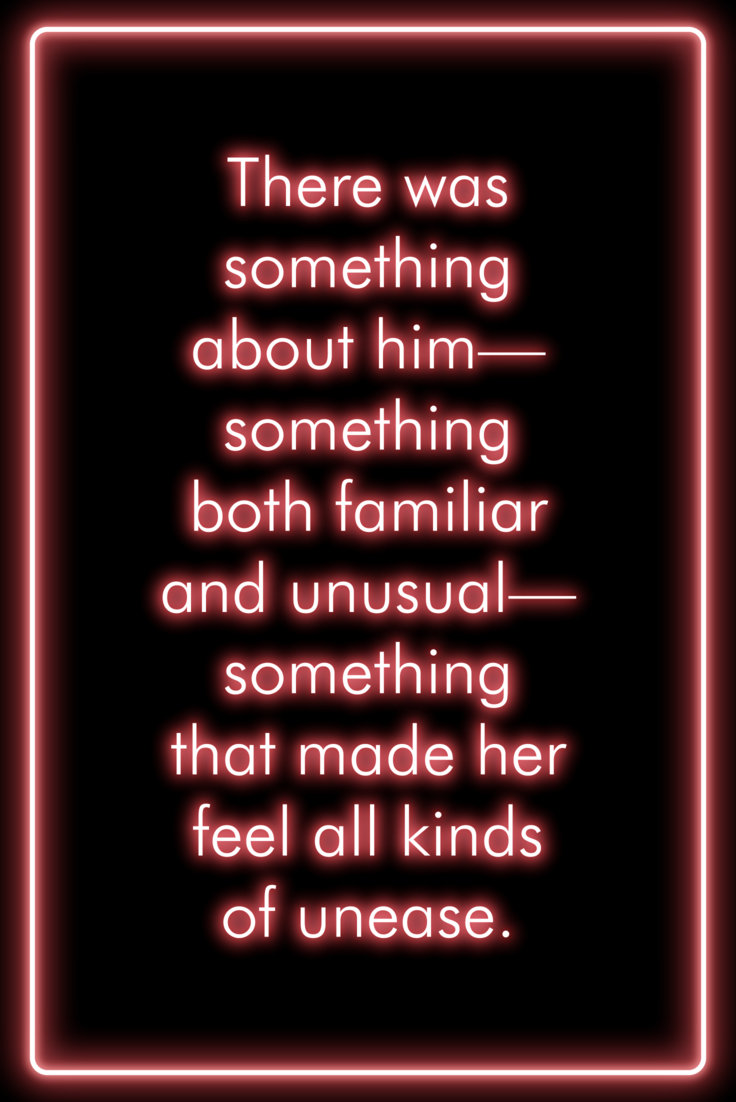 There was
something
about him—
something
both familiar
and unusual—
something
that made her
feel all kinds
of unease.